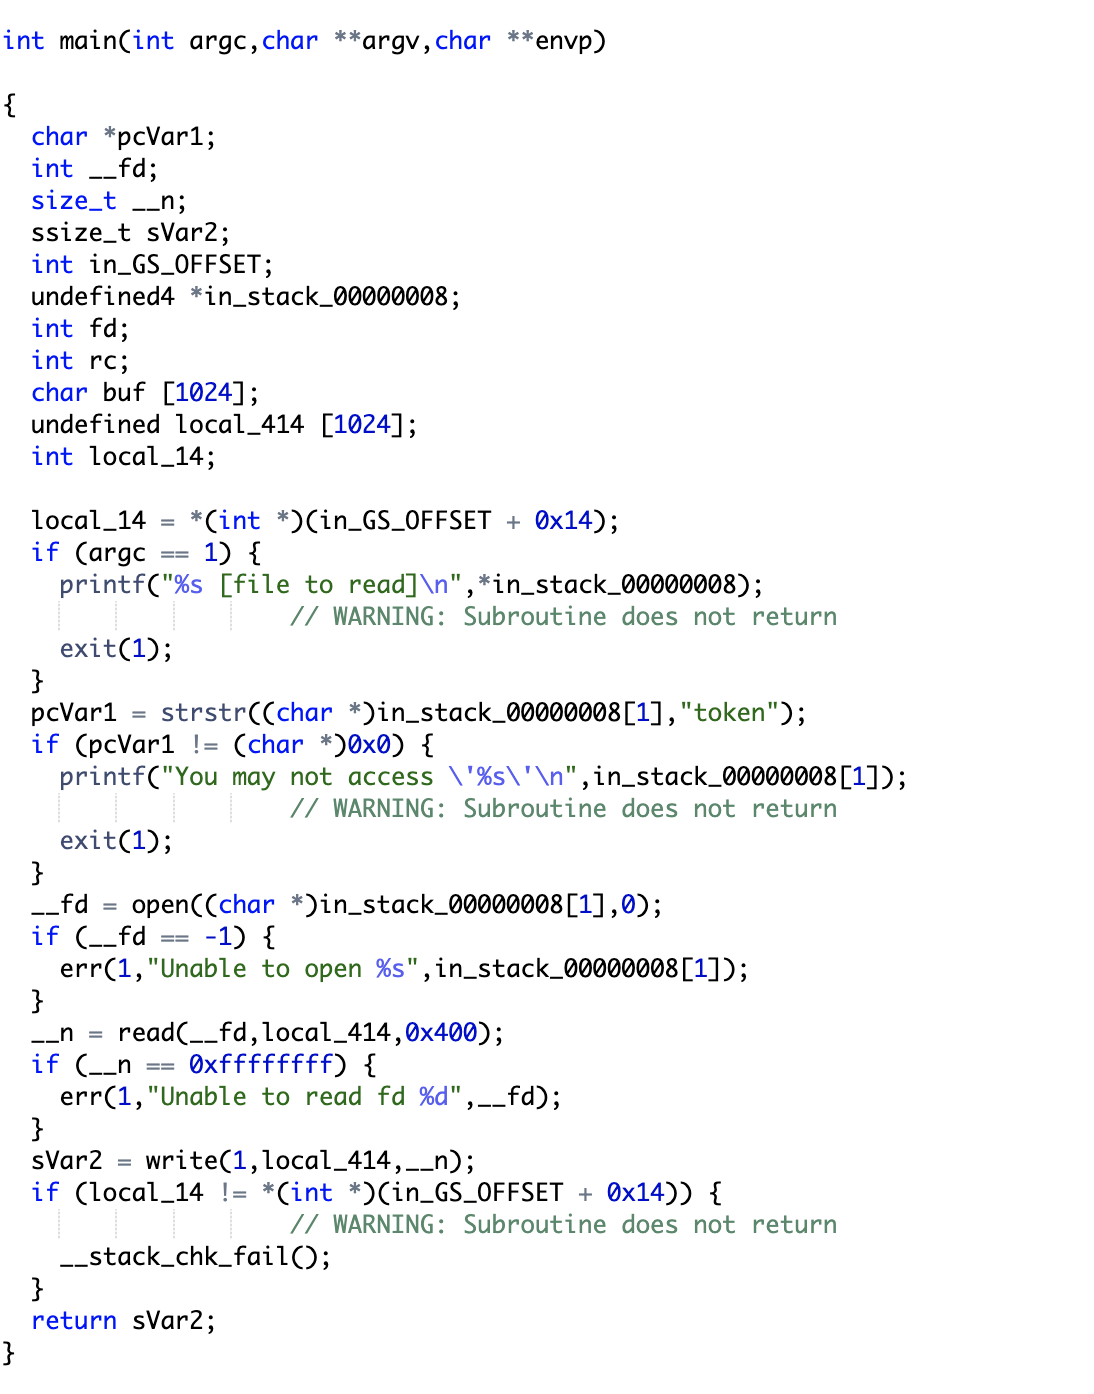 int main(int argc,char **argv,char **envp)
{
  char *pcVar1;
  int __fd;
  size_t __n;
  ssize_t sVar2;
  int in_GS_OFFSET;
  undefined4 *in_stack_00000008;
  int fd;
  int rc;
  char buf [1024];
  undefined local_414 [1024];
  int local_14;
  local_14 = *(int *)(in_GS_OFFSET + 0x14);
  if (argc == 1) {
    printf("%s [file to read]\n",*in_stack_00000008);
                    // WARNING: Subroutine does not return
    exit(1);
  }
  pcVar1 = strstr((char *)in_stack_00000008[1],"token");
  if (pcVar1 != (char *)0x0) {
    printf("You may not access \'%s\'\n",in_stack_00000008[1]);
                    // WARNING: Subroutine does not return
    exit(1);
  }
  __fd = open((char *)in_stack_00000008[1],0);
  if (__fd == -1) {
    err(1,"Unable to open %s",in_stack_00000008[1]);
  }
  __n = read(__fd,local_414,0x400);
  if (__n == 0xffffffff) {
    err(1,"Unable to read fd %d",__fd);
  }
  sVar2 = write(1,local_414,__n);
  if (local_14 != *(int *)(in_GS_OFFSET + 0x14)) {
                    // WARNING: Subroutine does not return
    __stack_chk_fail();
  }
  return sVar2;
}